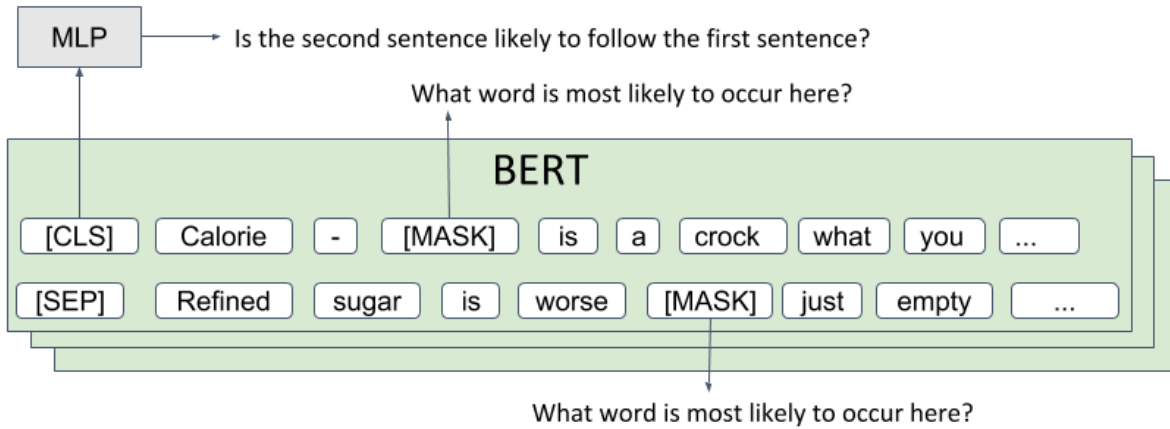 MLP
Is the second sentence likely to follow the first sentence?
What word is most likely to occur here?
BERT
[CLS] Calorie - [MASK] is a crock what you ...
[SEP] Refined sugar is worse [MASK] just empty ...
What word is most likely to occur here?